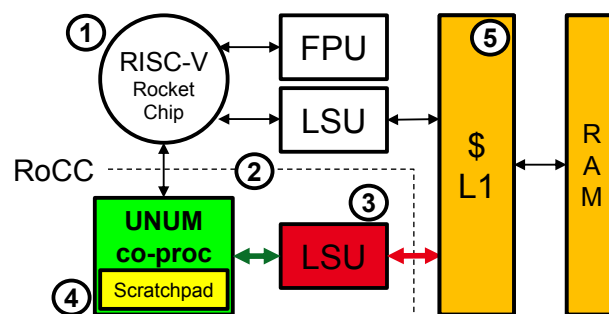 1
RISC-V
Rocket
Chip
FPU
LSU
5
$
L1
R
A
M
RoCC
2
UNUM
co-proc
3
LSU
4
Scratchpad